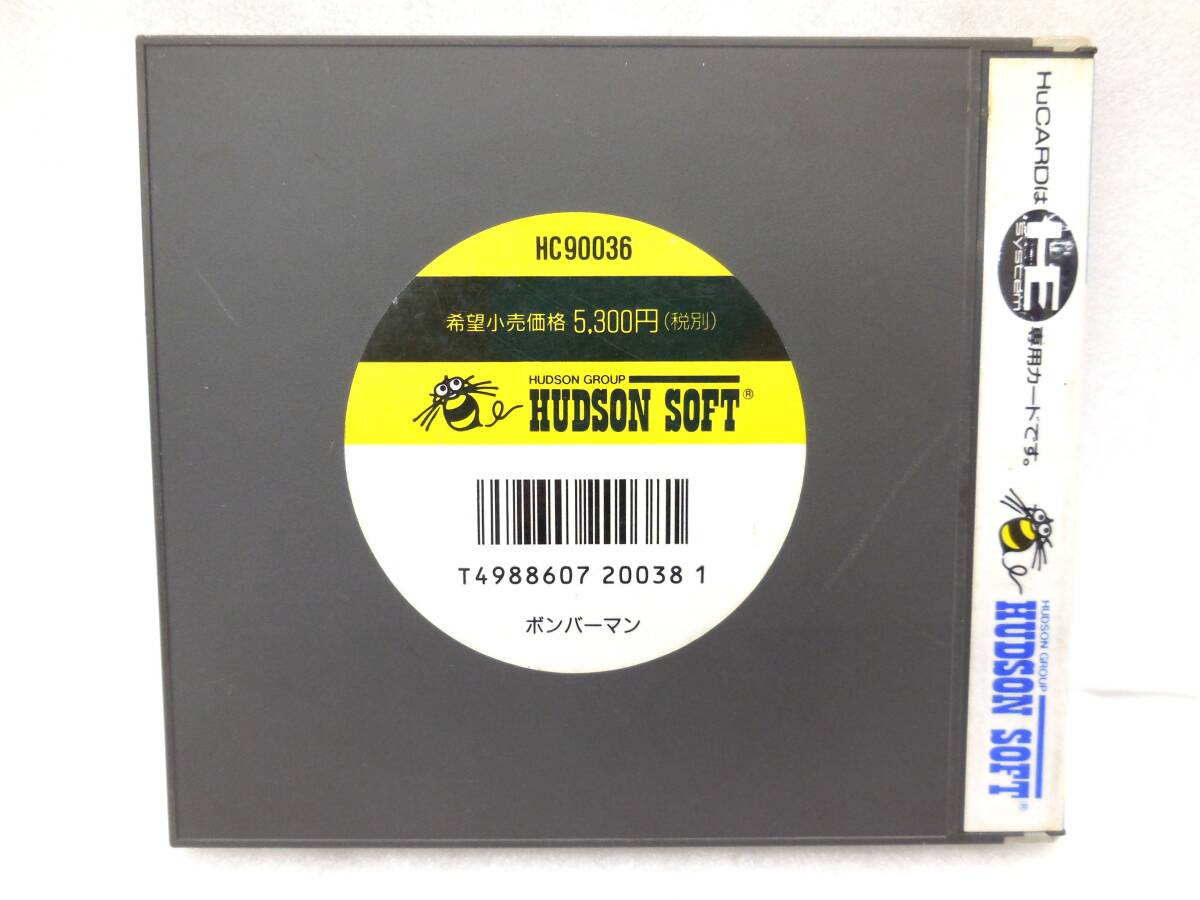 HC90036
希望小売価格 5,300円(税別)
HUDSON GROUP
HUDSON SOFT®
T4988607 20038 1
ボンバーマン
HuCARDは HE system 専用カードです。
HUDSON GROUP
HUDSON SOFT®